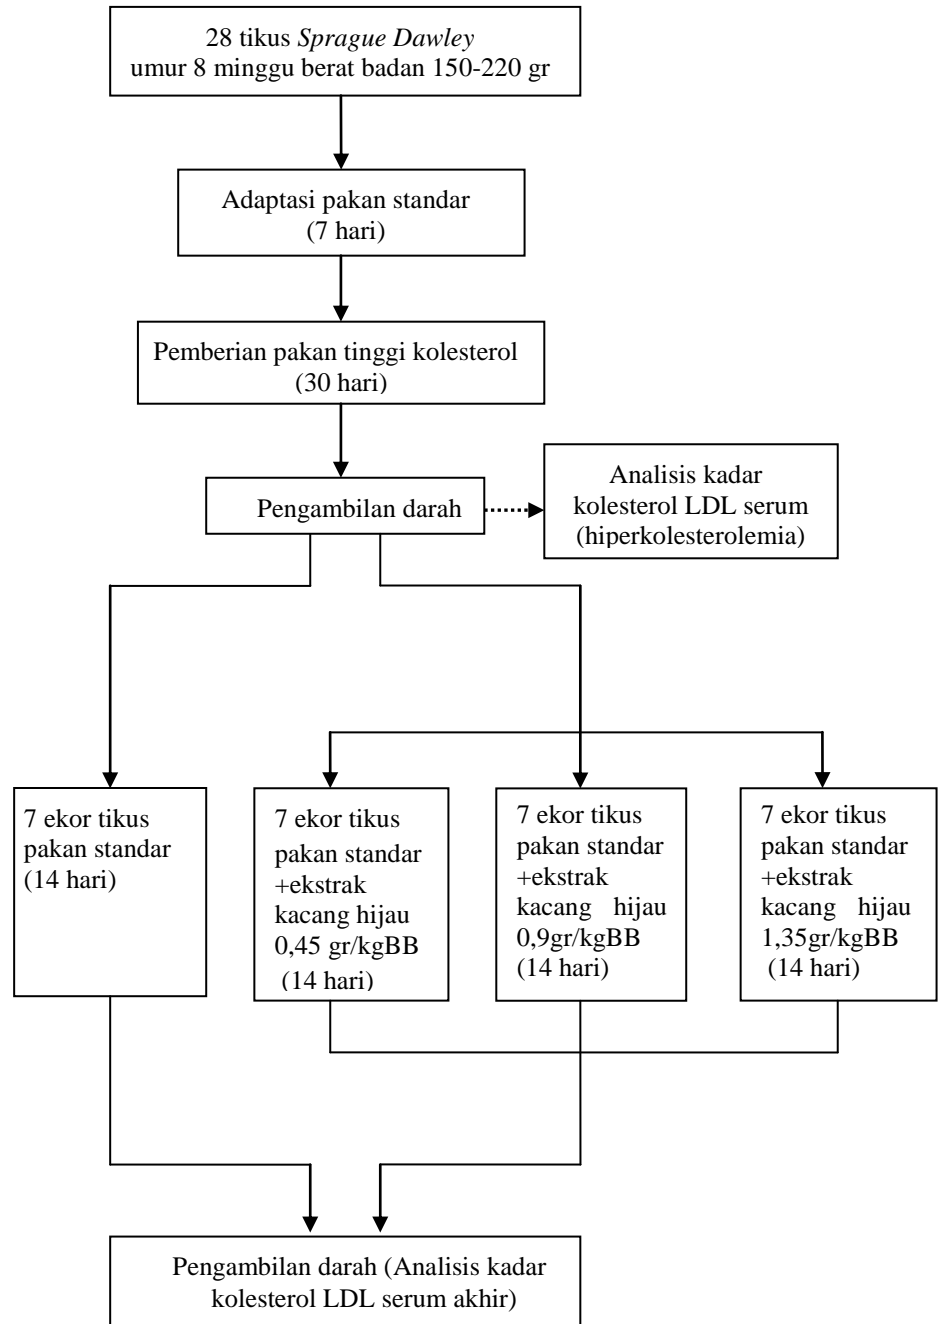 28 tikus Sprague Dawley
umur 8 minggu berat badan 150-220 gr
Adaptasi pakan standar
(7 hari)
Pemberian pakan tinggi kolesterol
(30 hari)
Pengambilan darah
Analisis kadar
kolesterol LDL serum
(hiperkolesterolemia)
7 ekor tikus
pakan standar
(14 hari)
7 ekor tikus
pakan standar
+ekstrak
kacang hijau
0,45 gr/kgBB
(14 hari)
7 ekor tikus
pakan standar
+ekstrak
kacang hijau
0,9gr/kgBB
(14 hari)
7 ekor tikus
pakan standar
+ekstrak
kacang hijau
1,35gr/kgBB
(14 hari)
Pengambilan darah (Analisis kadar
kolesterol LDL serum akhir)